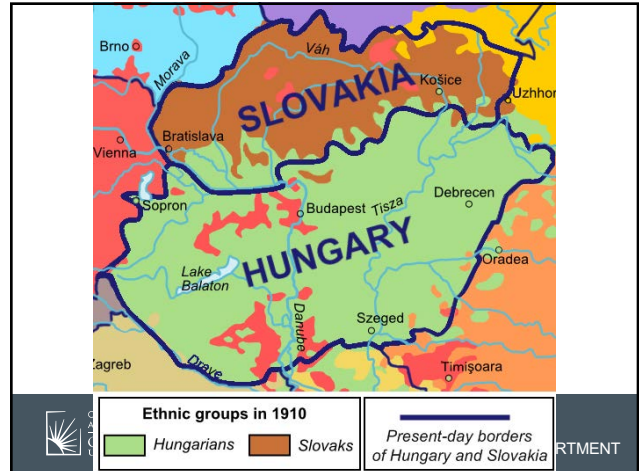 Brno
Morava
Váh
SLOVAKIA
Košice
Uzhhor
Bratislava
Vienna
Sopron
Budapest
Tisza
Debrecen
HUNGARY
Lake
Balaton
Oradea
Danube
Szeged
Zagreb
Drave
Timişoara
Ethnic groups in 1910
Hungarians
Slovaks
Present-day borders
of Hungary and Slovakia
RTMENT